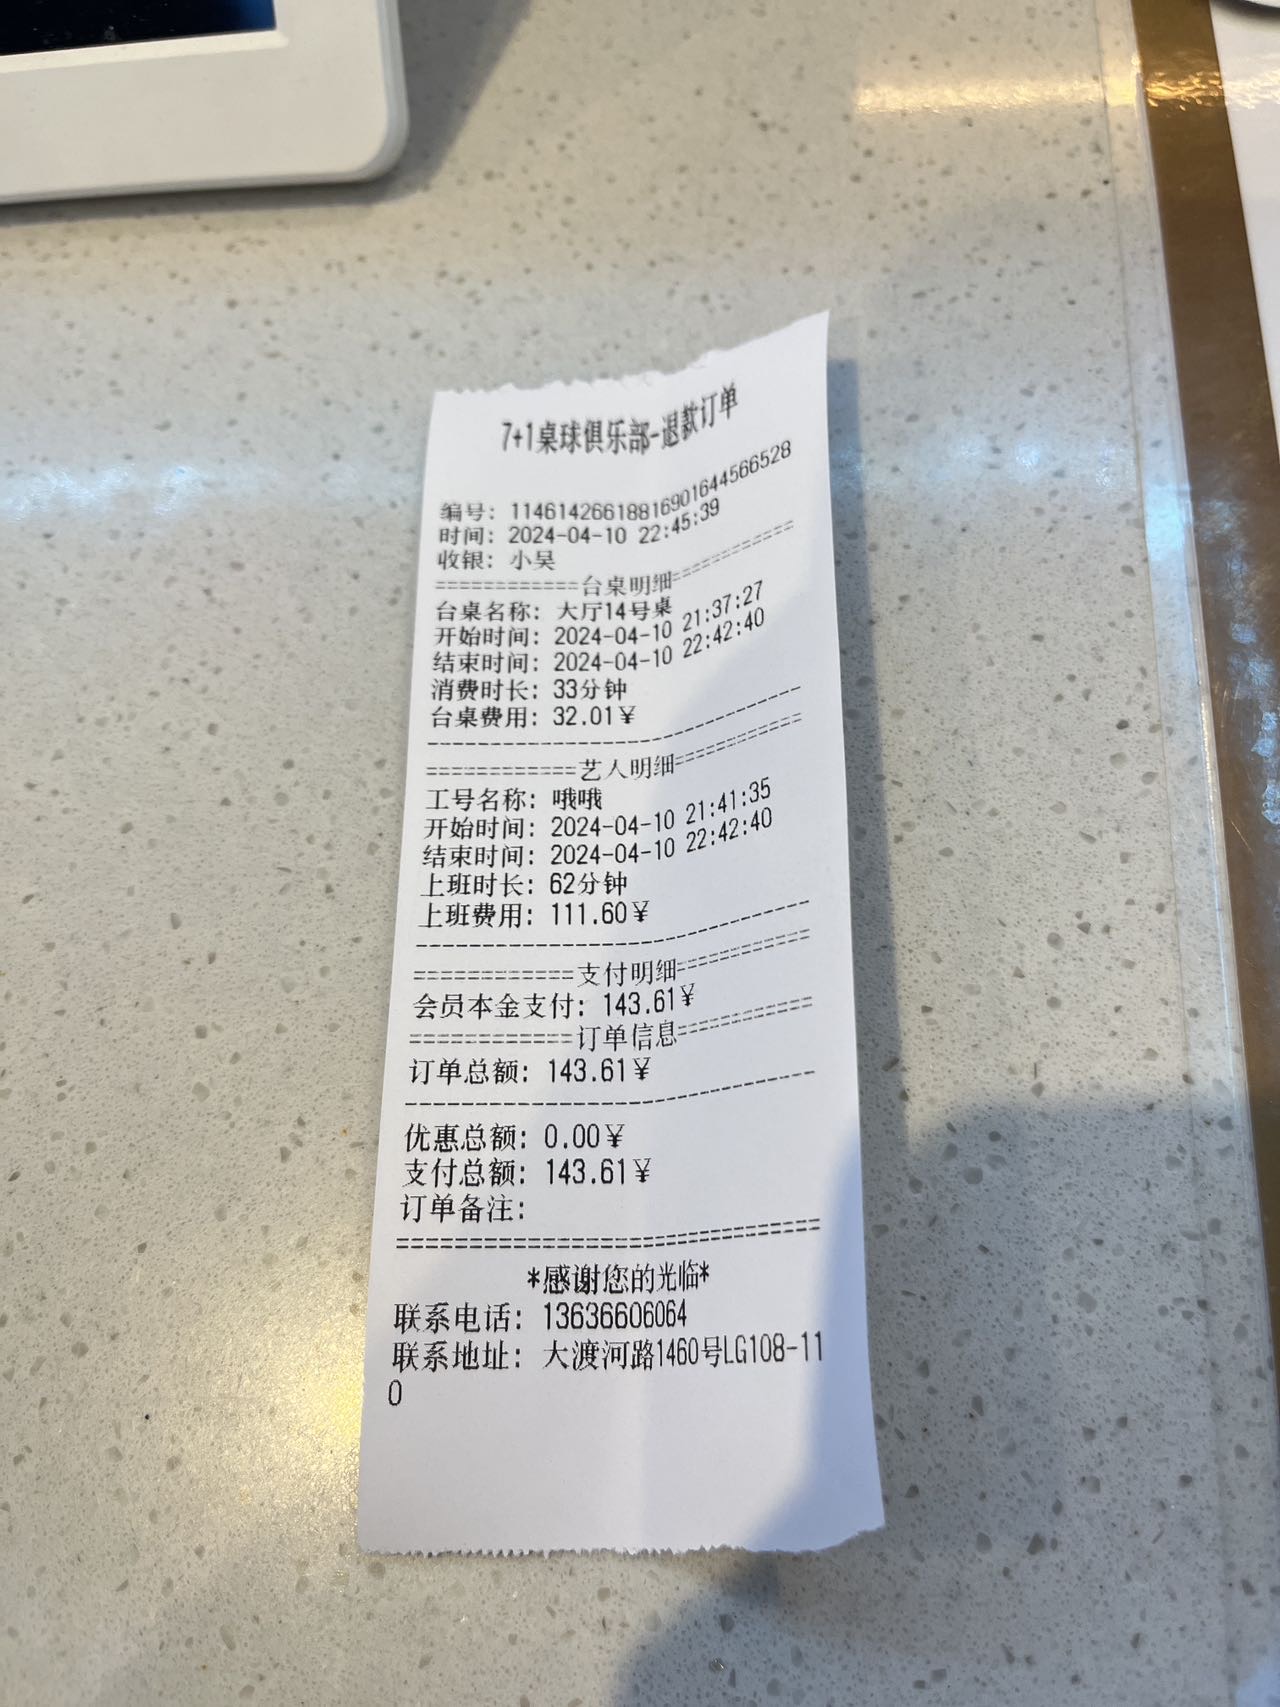 7+1桌球俱乐部-退款订单
编号: 1146142661881690164456​6528
时间: 2024-04-10 22:45:39
收银: 小吴
============台桌明细============
台桌名称: 大厅14号桌
开始时间: 2024-04-10 21:37:27
结束时间: 2024-04-10 22:42:40
消费时长: 33分钟
台桌费用: 32.01¥
--------------------------------
============艺人明细============
工号名称: 哦哦
开始时间: 2024-04-10 21:41:35
结束时间: 2024-04-10 22:42:40
上班时长: 62分钟
上班费用: 111.60¥
--------------------------------
============支付明细============
会员本金支付: 143.61¥
============订单信息============
订单总额: 143.61¥
--------------------------------
优惠总额: 0.00¥
支付总额: 143.61¥
订单备注:
================================
*感谢您的光临*
联系电话: 13636606064
联系地址: 大渡河路1460号LG108-11
0